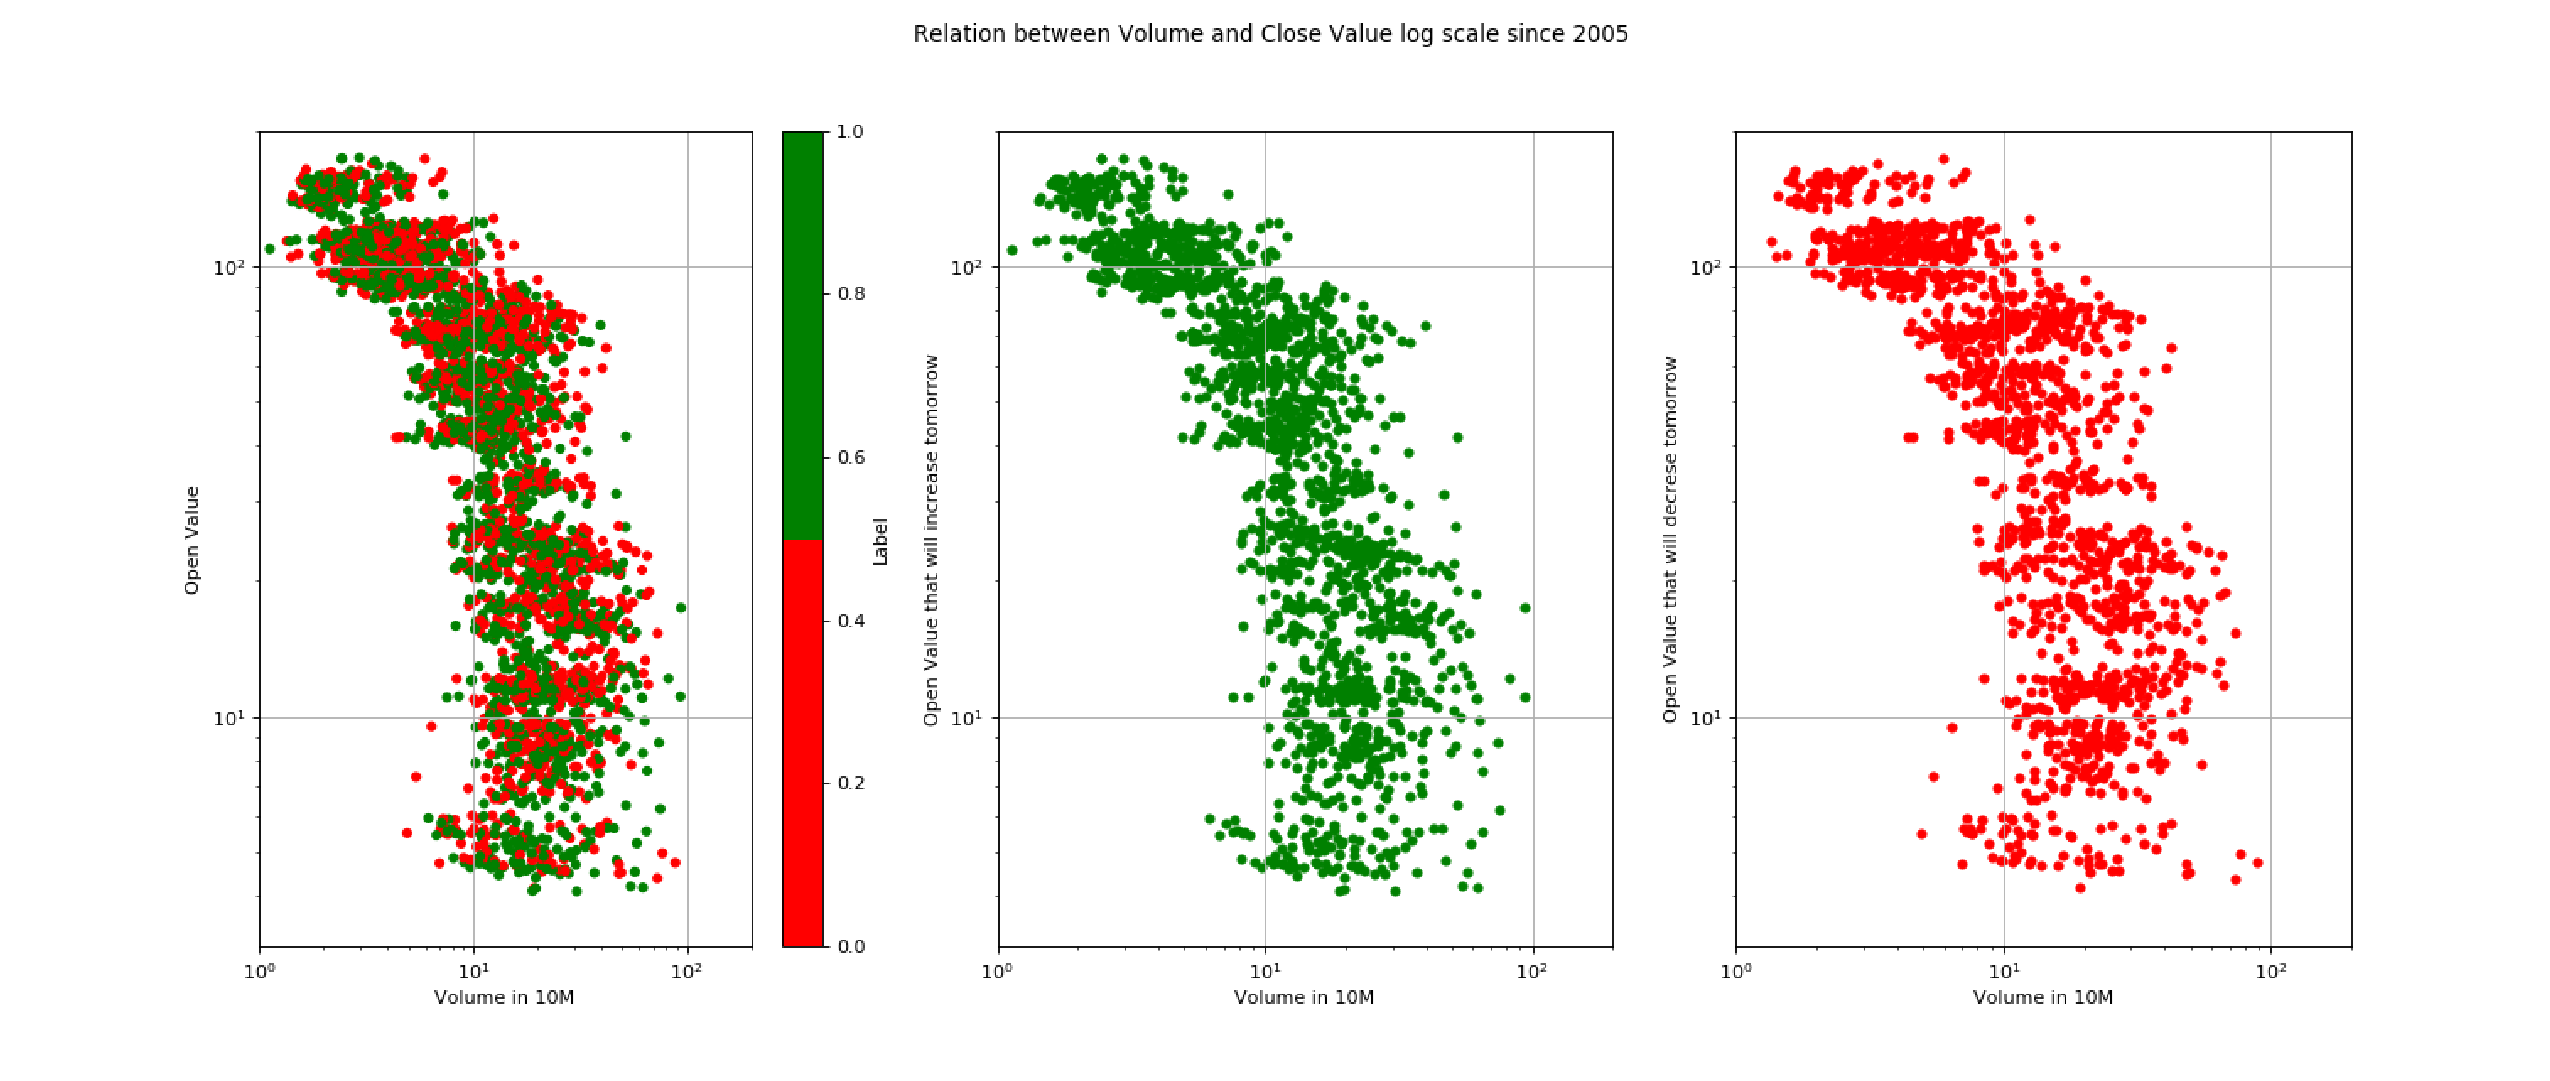 Relation between Volume and Close Value log scale since 2005
Open Value
10²
10¹
10⁰ 10¹ 10²
Volume in 10M
1.0
0.8
0.6
0.4
0.2
0.0
Label
Open Value that will increase tomorrow
10²
10¹
10⁰ 10¹ 10²
Volume in 10M
Open Value that will decrese tomorrow
10²
10¹
10⁰ 10¹ 10²
Volume in 10M